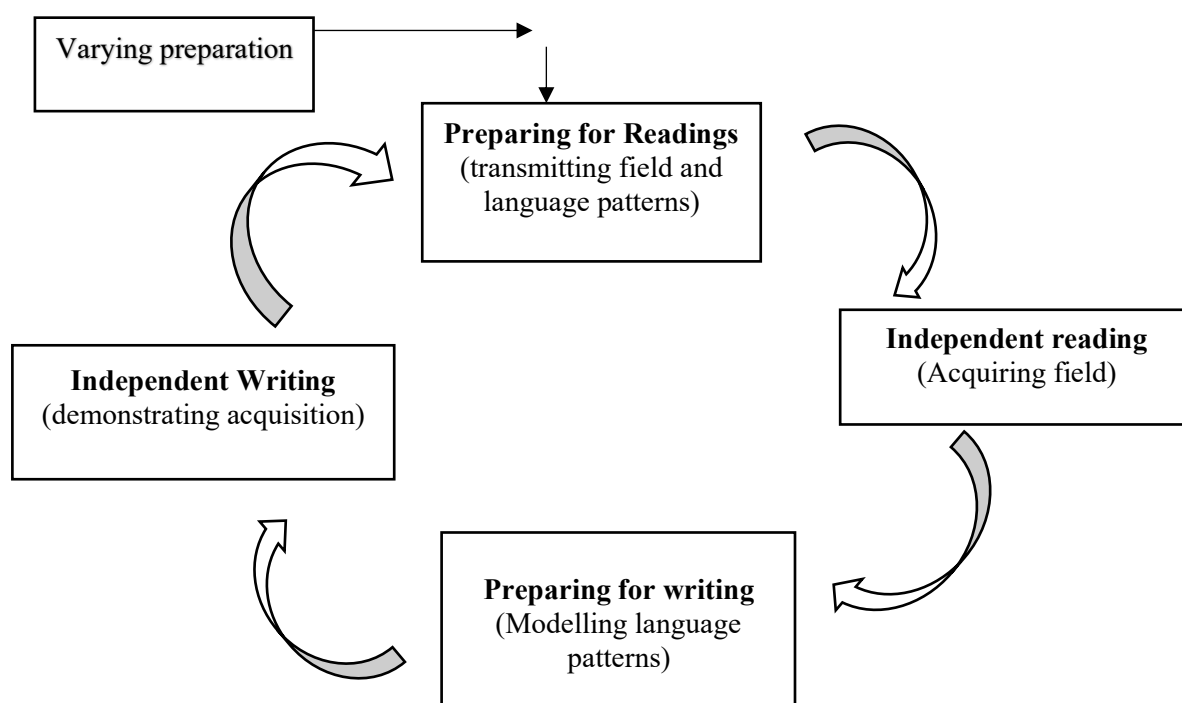 Varying preparation
Preparing for Readings
(transmitting field and
language patterns)
Independent reading
(Acquiring field)
Independent Writing
(demonstrating acquisition)
Preparing for writing
(Modelling language
patterns)